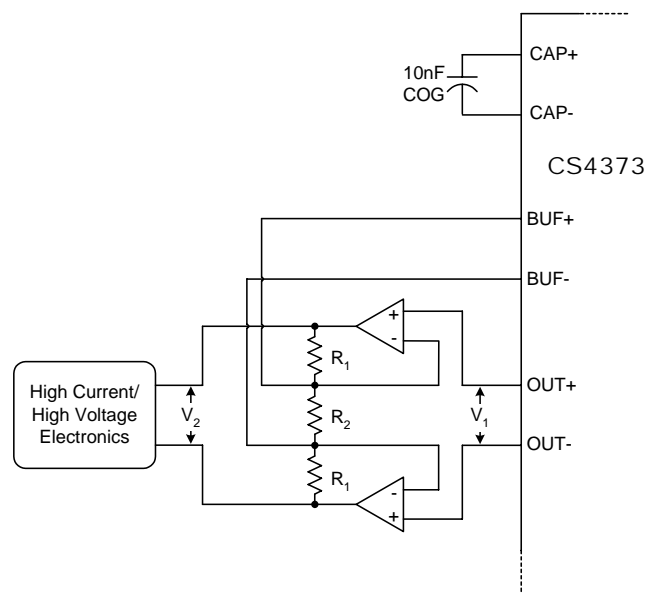 CAP+
10nF
COG
CAP-
CS4373
BUF+
BUF-
+
-
R1
High Current/
High Voltage
Electronics
V2
R2
V1
OUT+
OUT-
R1
-
+